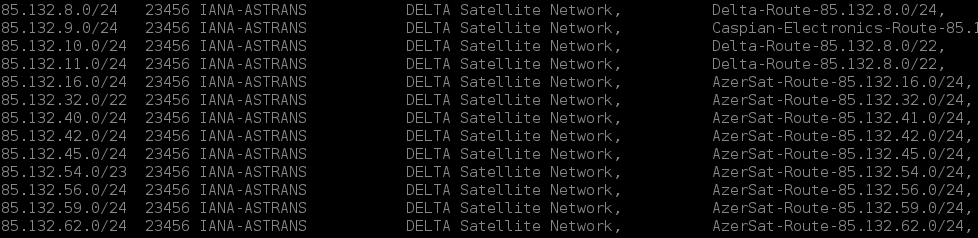 85.132.8.0/24 23456 IANA-ASTRANS DELTA Satellite Network, Delta-Route-85.132.8.0/24,
85.132.9.0/24 23456 IANA-ASTRANS DELTA Satellite Network, Caspian-Electronics-Route-85.1
85.132.10.0/24 23456 IANA-ASTRANS DELTA Satellite Network, Delta-Route-85.132.8.0/22,
85.132.11.0/24 23456 IANA-ASTRANS DELTA Satellite Network, Delta-Route-85.132.8.0/22,
85.132.16.0/24 23456 IANA-ASTRANS DELTA Satellite Network, AzerSat-Route-85.132.16.0/24,
85.132.32.0/22 23456 IANA-ASTRANS DELTA Satellite Network, AzerSat-Route-85.132.32.0/24,
85.132.40.0/24 23456 IANA-ASTRANS DELTA Satellite Network, AzerSat-Route-85.132.41.0/24,
85.132.42.0/24 23456 IANA-ASTRANS DELTA Satellite Network, AzerSat-Route-85.132.42.0/24,
85.132.45.0/24 23456 IANA-ASTRANS DELTA Satellite Network, AzerSat-Route-85.132.45.0/24,
85.132.54.0/23 23456 IANA-ASTRANS DELTA Satellite Network, AzerSat-Route-85.132.54.0/24,
85.132.56.0/24 23456 IANA-ASTRANS DELTA Satellite Network, AzerSat-Route-85.132.56.0/24,
85.132.59.0/24 23456 IANA-ASTRANS DELTA Satellite Network, AzerSat-Route-85.132.59.0/24,
85.132.62.0/24 23456 IANA-ASTRANS DELTA Satellite Network, AzerSat-Route-85.132.62.0/24,